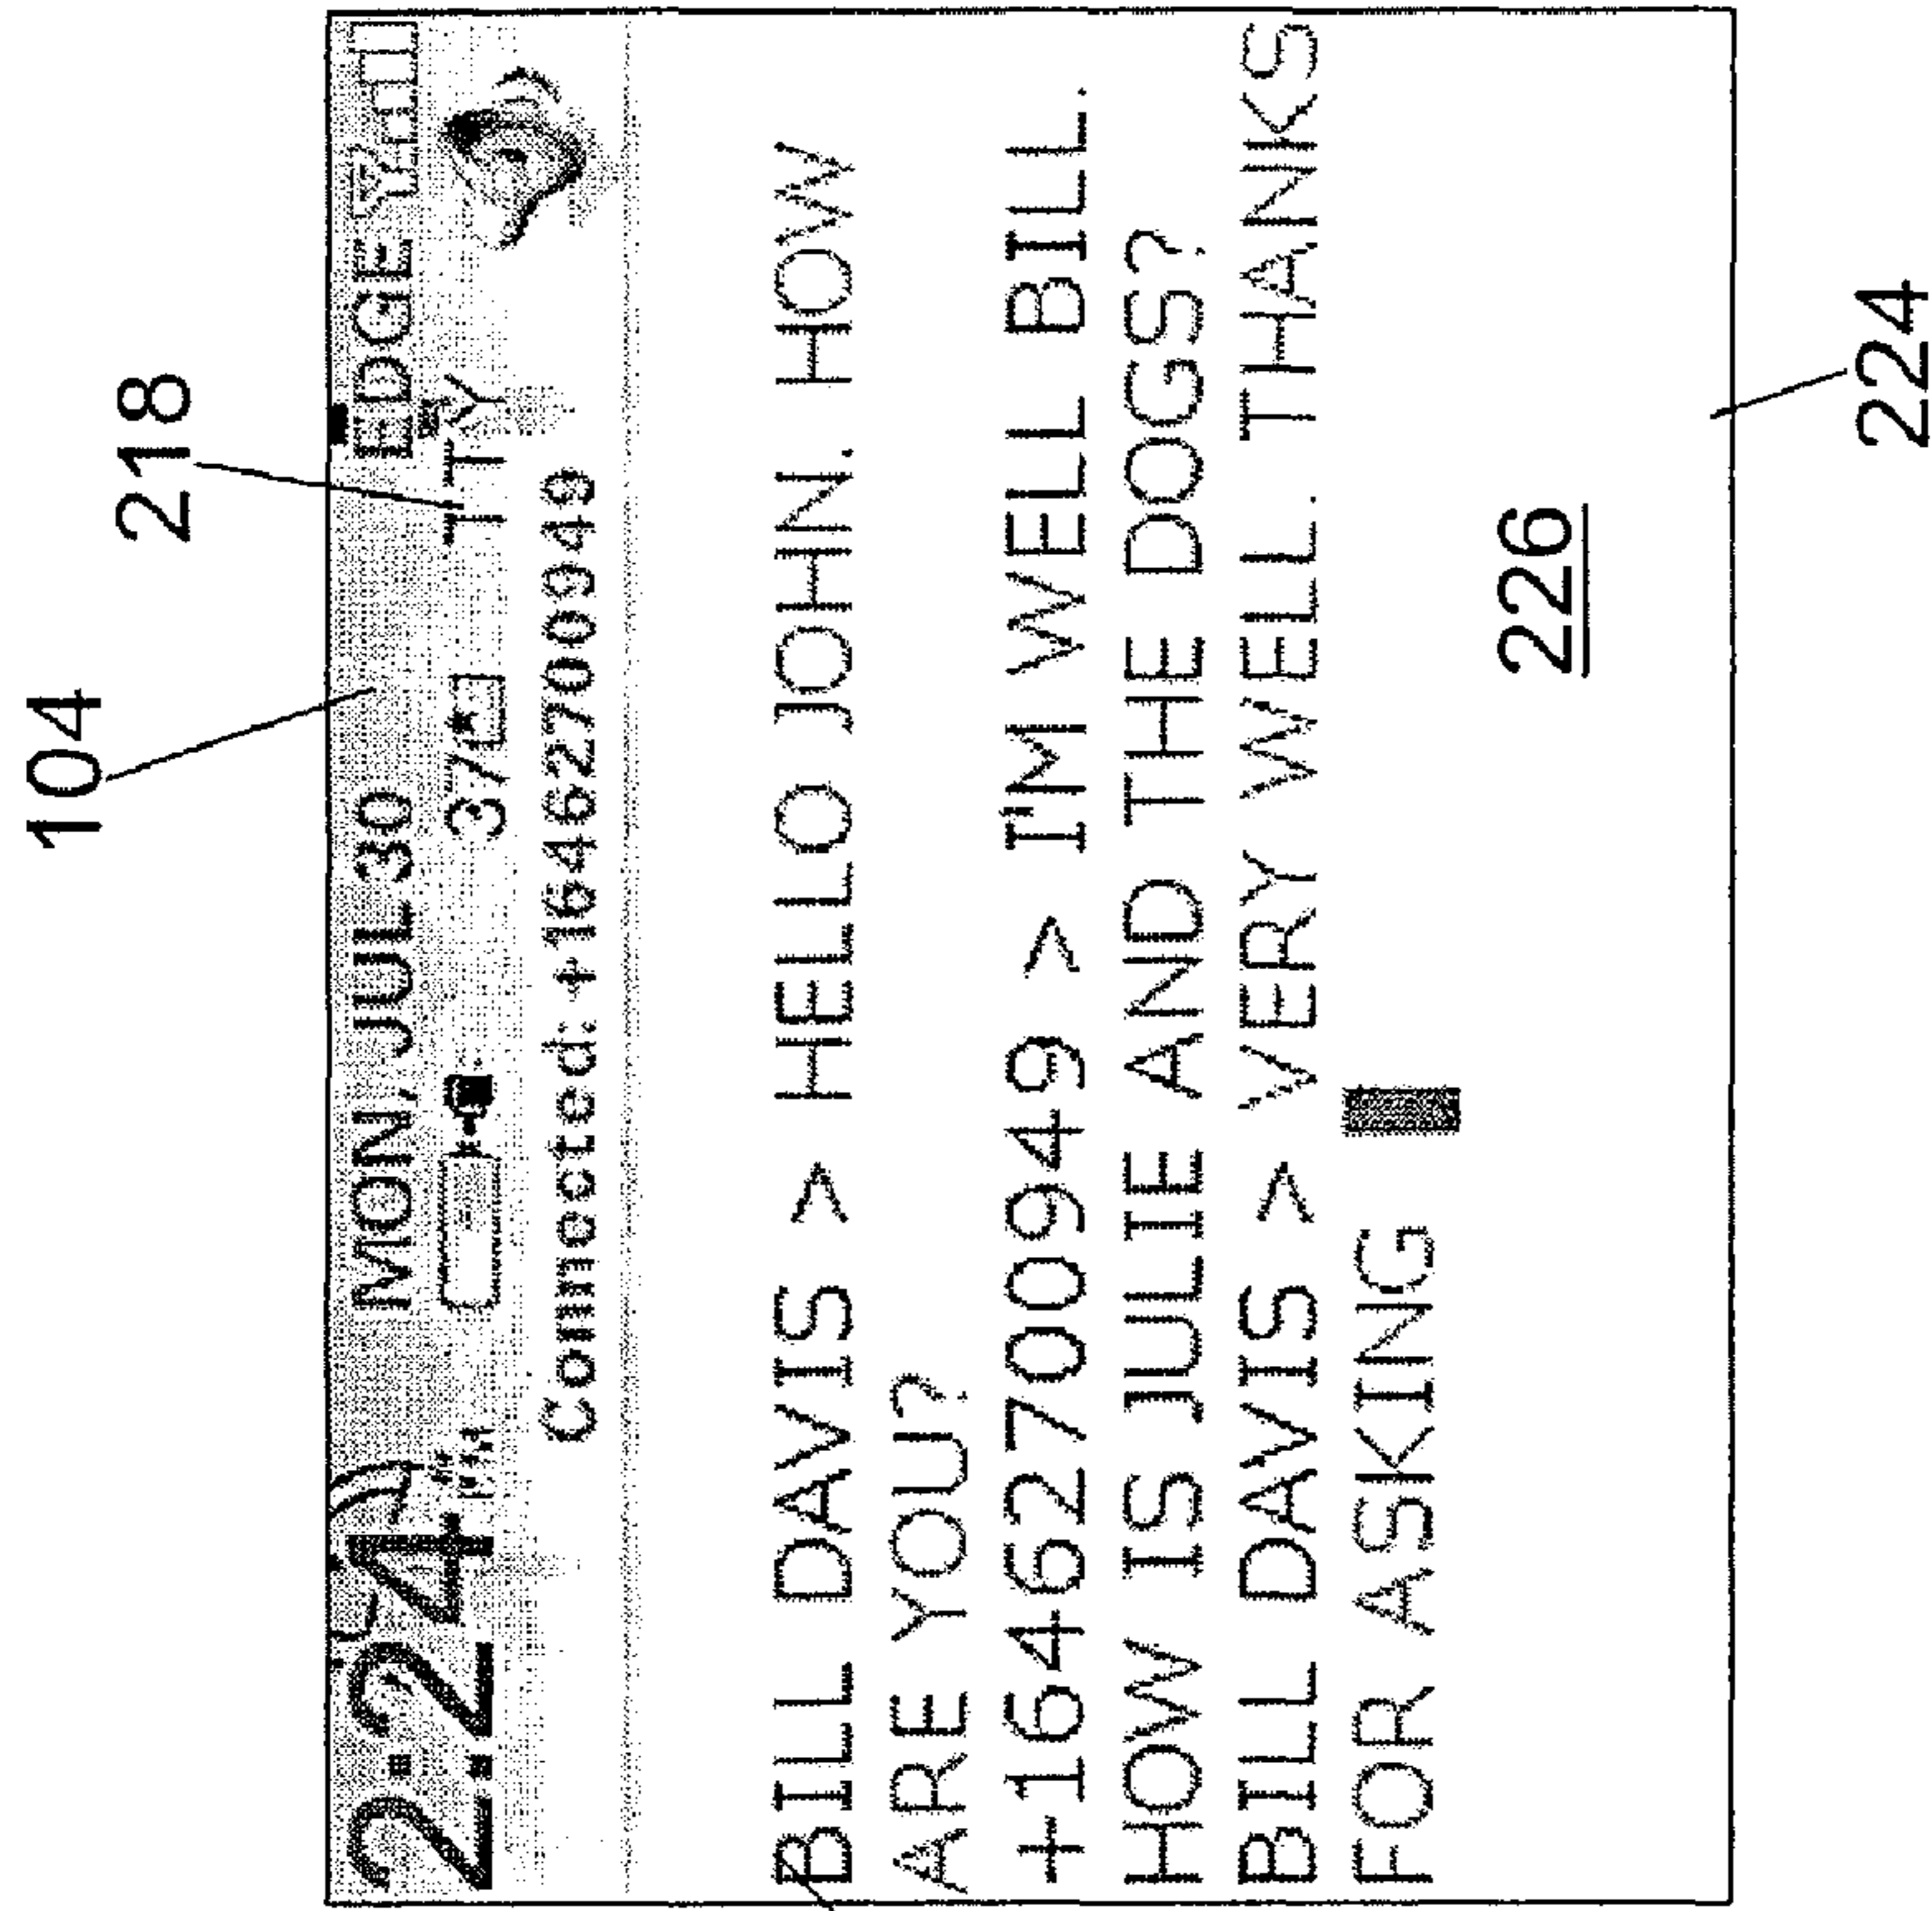 104
218
2:24
MON, JUL 30
EDGE
37
TTY
Connected: +16462700949
BILL DAVIS > HELLO JOHN. HOW
ARE YOU?
+16462700949 > I'M WELL BILL.
HOW IS JULIE AND THE DOGS?
BILL DAVIS > VERY WELL. THANKS
FOR ASKING
226
224